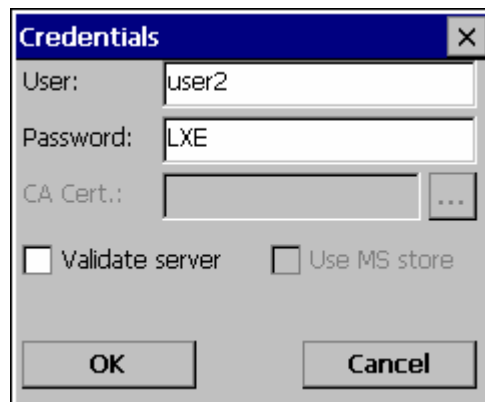 Credentials
User: user2
Password: LXE
CA Cert.: ...
Validate server Use MS store
OK Cancel